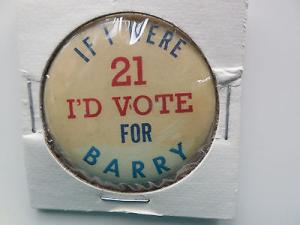 IF I WERE
21
I'D VOTE
FOR
BARRY